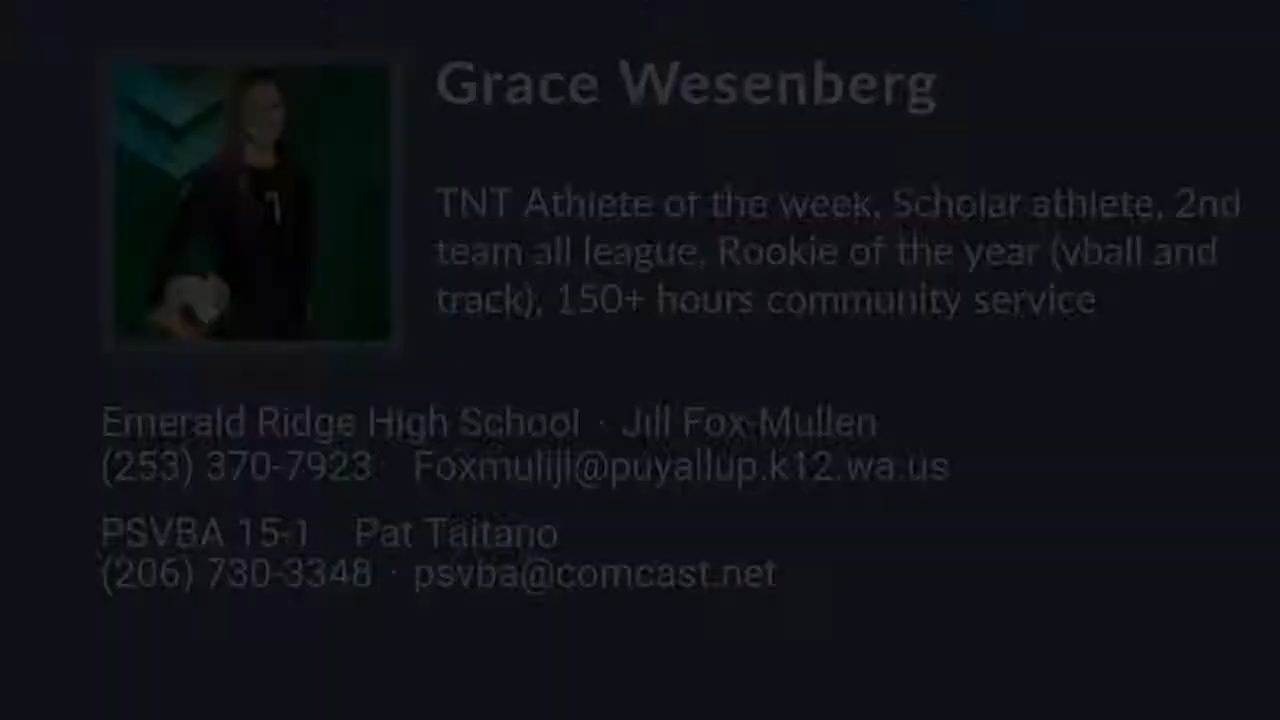 Grace Wesenberg
TNT Athlete of the week, Scholar athlete, 2nd
team all league, Rookie of the year (vball and
track), 150+ hours community service
Emerald Ridge High School · Jill Fox-Mullen
(253) 370-7923 · Foxmuljl@puyallup.k12.wa.us
PSVBA 15-1 · Pat Taitano
(206) 730-3348 · psvba@comcast.net